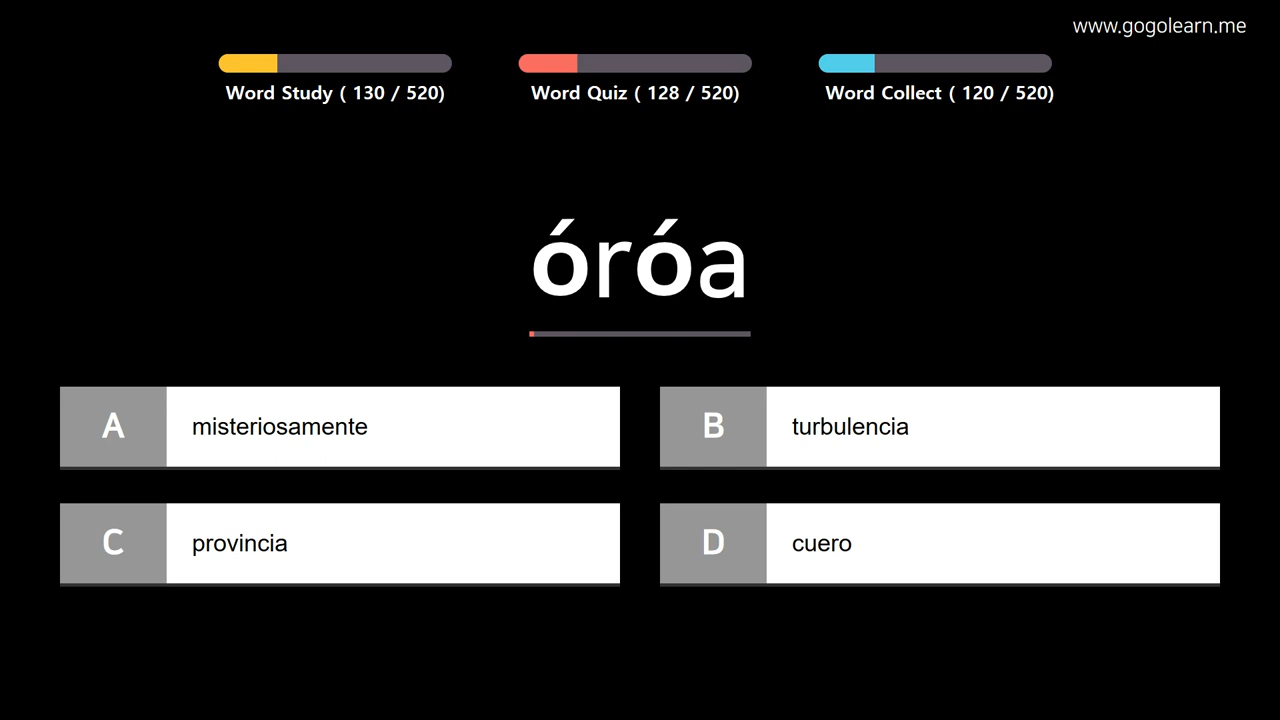 www.gogolearn.me
Word Study ( 130 / 520)
Word Quiz ( 128 / 520)
Word Collect ( 120 / 520)
óróa
A misteriosamente
B turbulencia
C provincia
D cuero